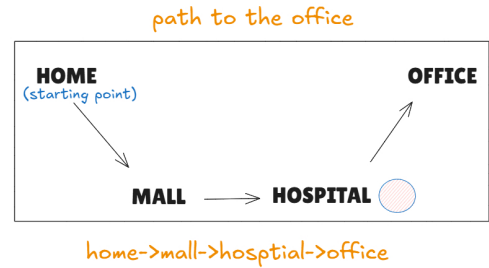 path to the office
HOME
OFFICE
(starting point)
MALL
HOSPITAL
home->mall->hosptial->office